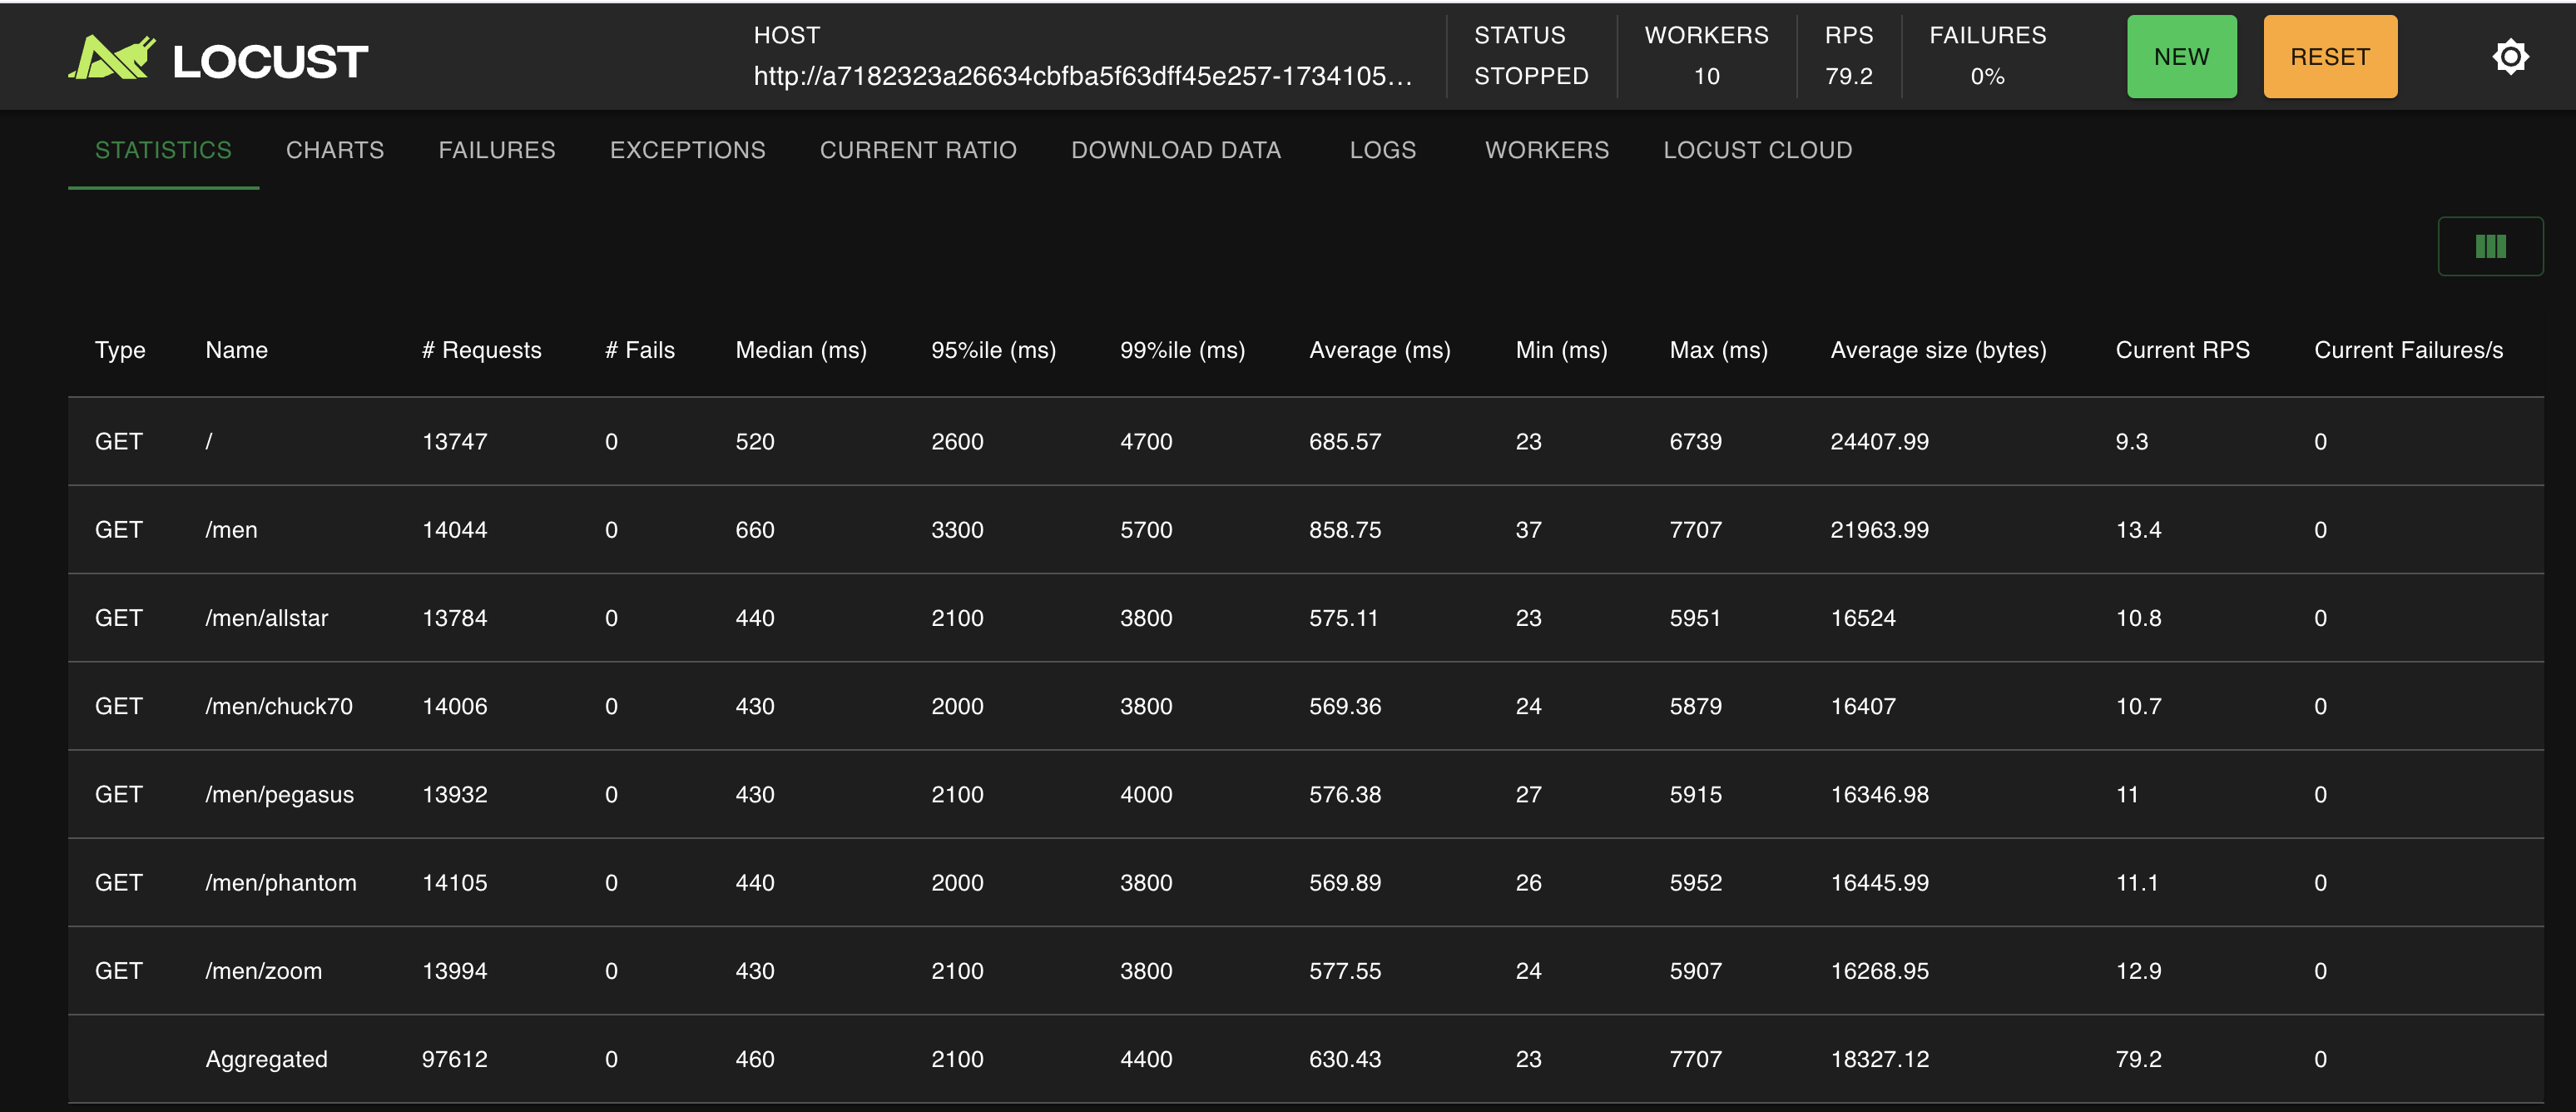 LOCUST
HOST
http://a7182323a26634cbfba5f63dff45e257-1734105...
STATUS
STOPPED
WORKERS
10
RPS
79.2
FAILURES
0%
NEW
RESET
STATISTICS CHARTS FAILURES EXCEPTIONS CURRENT RATIO DOWNLOAD DATA LOGS WORKERS LOCUST CLOUD
Type Name # Requests # Fails Median (ms) 95%ile (ms) 99%ile (ms) Average (ms) Min (ms) Max (ms) Average size (bytes) Current RPS Current Failures/s
GET / 13747 0 520 2600 4700 685.57 23 6739 24407.99 9.3 0
GET /men 14044 0 660 3300 5700 858.75 37 7707 21963.99 13.4 0
GET /men/allstar 13784 0 440 2100 3800 575.11 23 5951 16524 10.8 0
GET /men/chuck70 14006 0 430 2000 3800 569.36 24 5879 16407 10.7 0
GET /men/pegasus 13932 0 430 2100 4000 576.38 27 5915 16346.98 11 0
GET /men/phantom 14105 0 440 2000 3800 569.89 26 5952 16445.99 11.1 0
GET /men/zoom 13994 0 430 2100 3800 577.55 24 5907 16268.95 12.9 0
Aggregated 97612 0 460 2100 4400 630.43 23 7707 18327.12 79.2 0